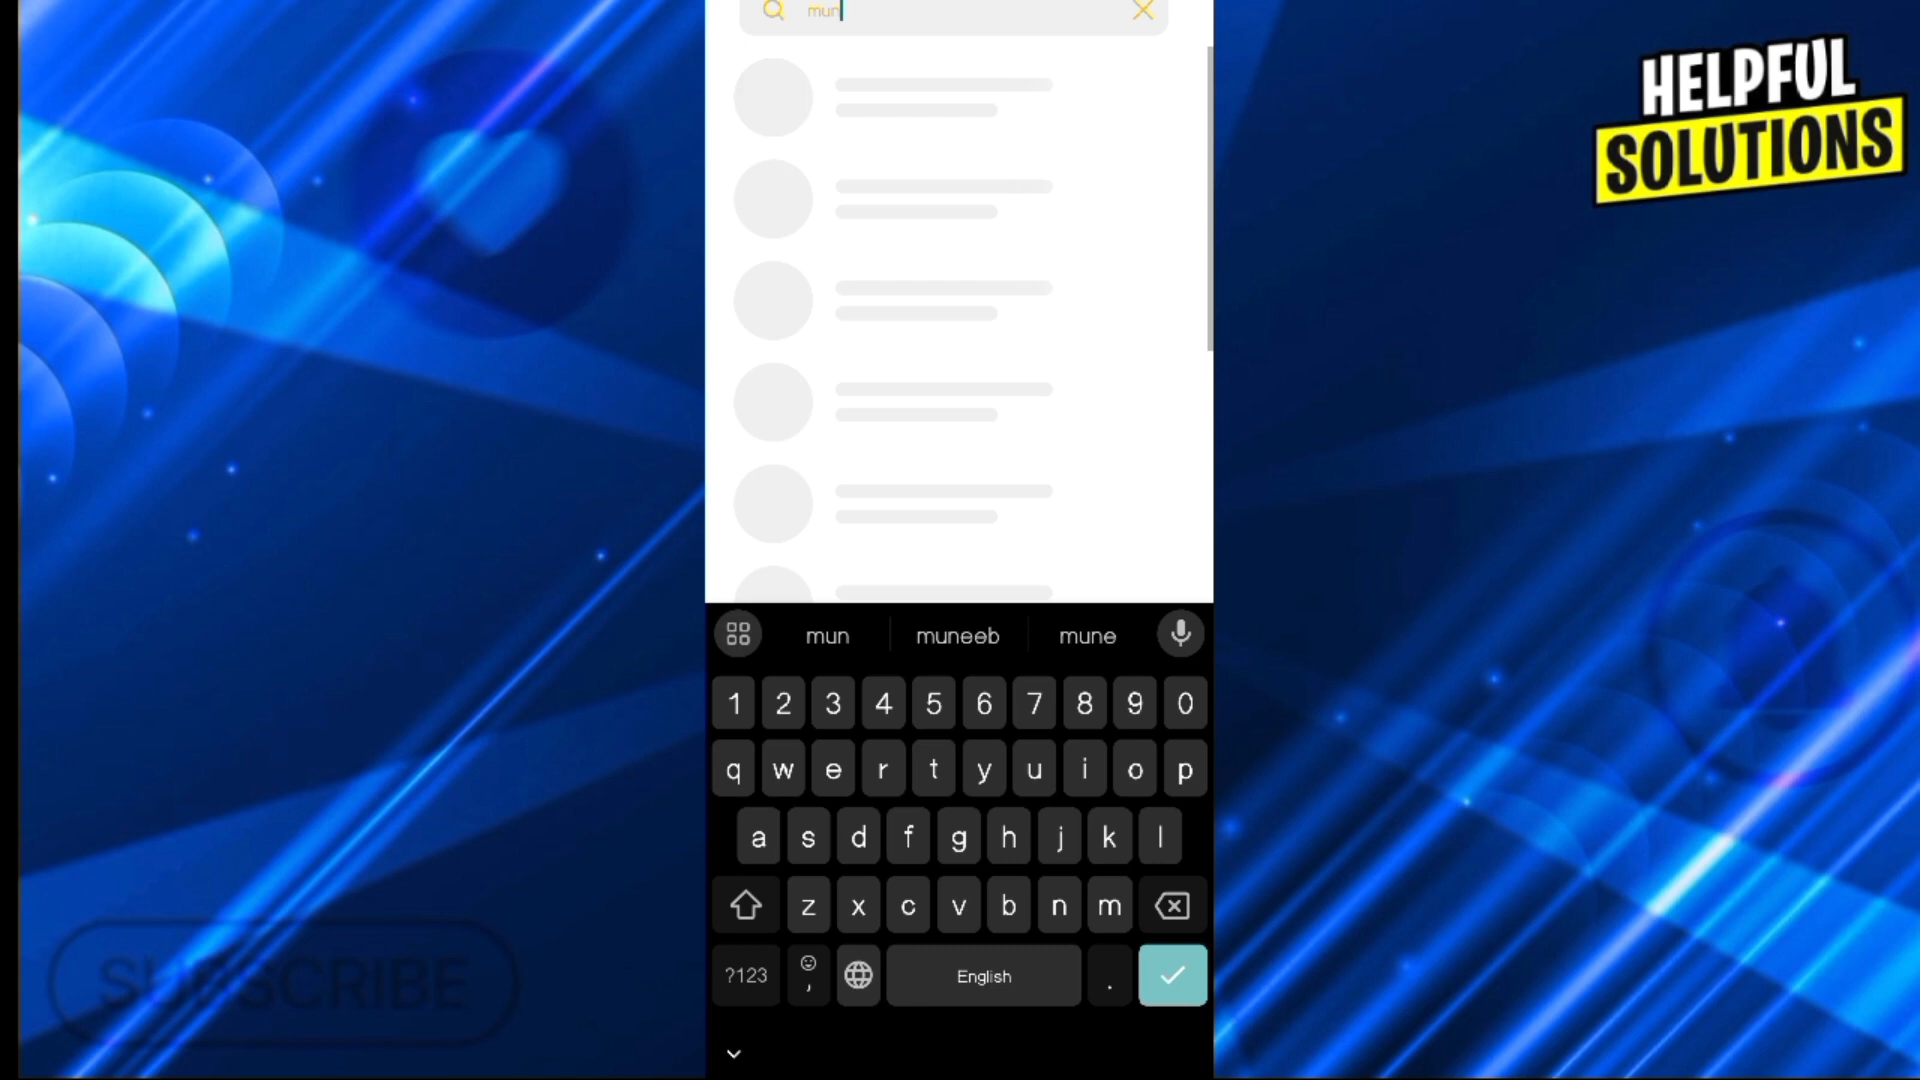 mun
HELPFUL
SOLUTIONS
mun muneeb mune
1 2 3 4 5 6 7 8 9 0
q w e r t y u i o p
a s d f g h j k l
z x c v b n m
?123 , English .
SUBSCRIBE